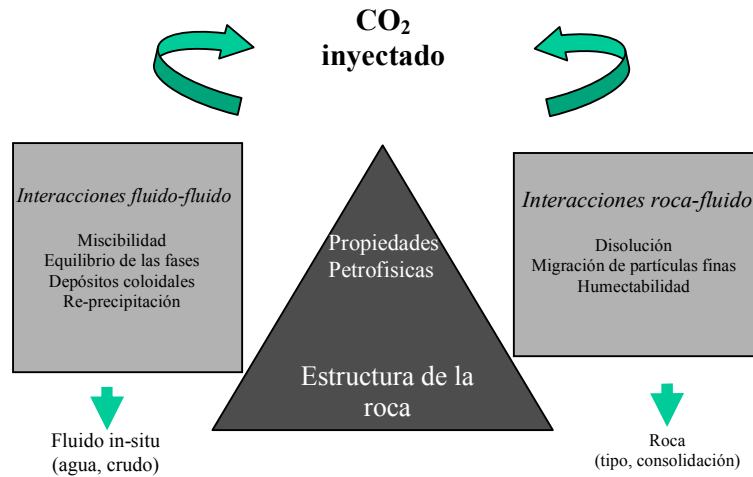 CO₂
inyectado
Interacciones fluido-fluido
Miscibilidad
Equilibrio de las fases
Depósitos coloidales
Re-precipitación
Propiedades
Petrofisicas
Estructura de la
roca
Interacciones roca-fluido
Disolución
Migración de partículas finas
Humectabilidad
Fluido in-situ
(agua, crudo)
Roca
(tipo, consolidación)